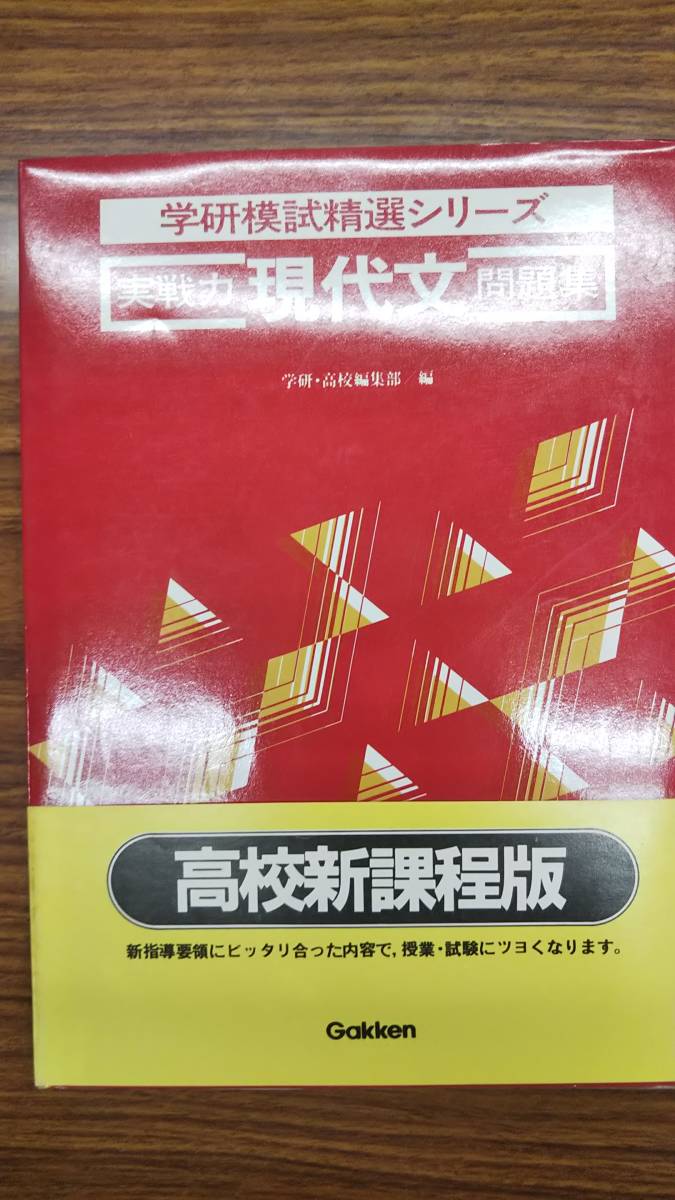 学研模試精選シリーズ
実戦力 現代文 問題集
学研・高校編集部／編
高校新課程版
新指導要領にピッタリ合った内容で,授業・試験にツヨくなります。
Gakken